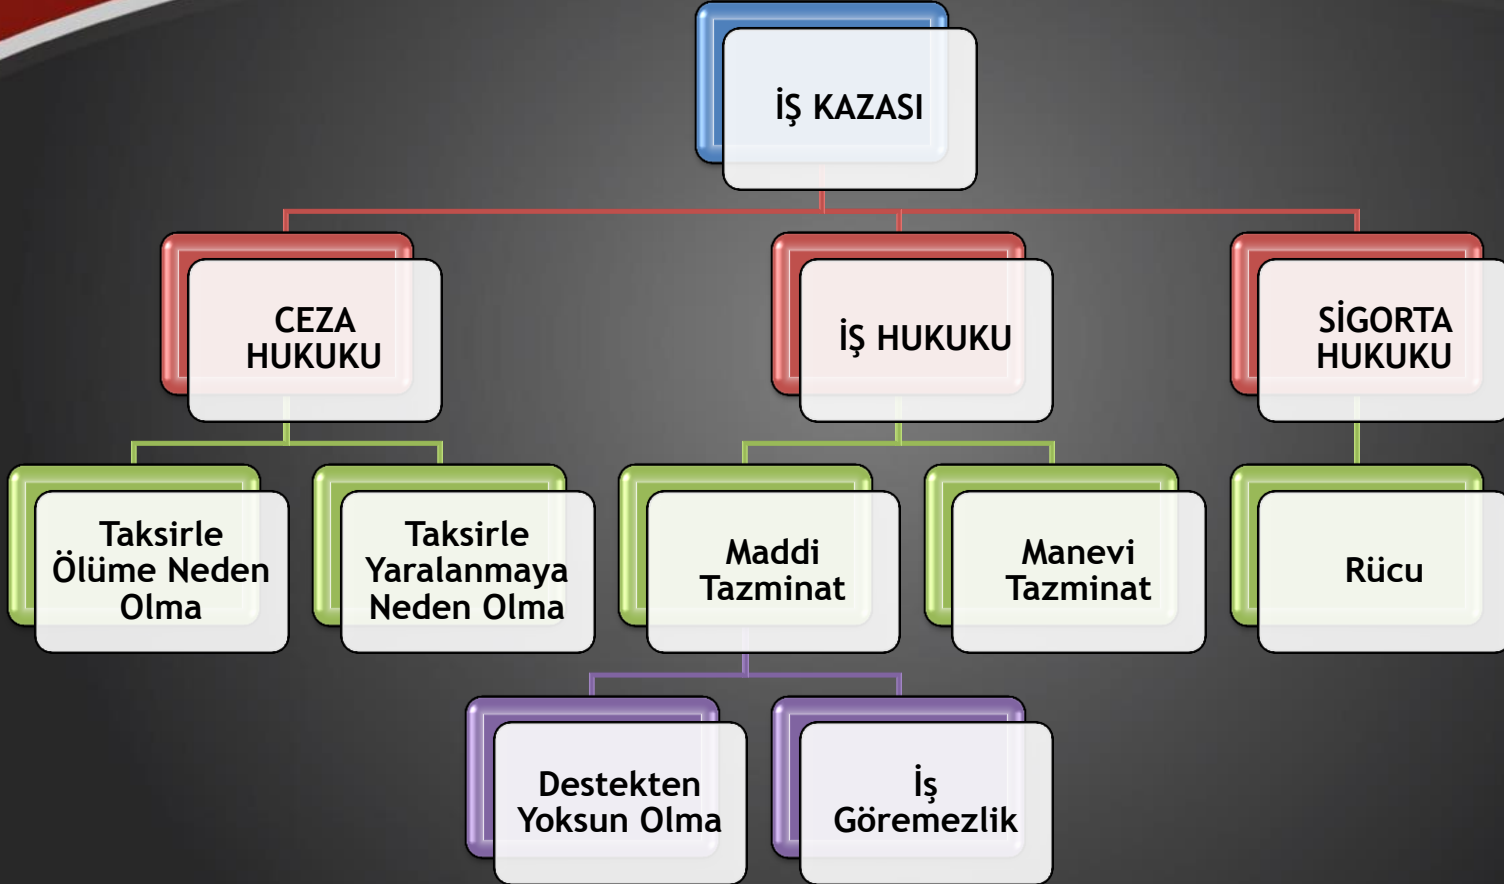 İŞ KAZASI
CEZA
HUKUKU
İŞ HUKUKU
SİGORTA
HUKUKU
Taksirle
Ölüme Neden
Olma
Taksirle
Yaralanmaya
Neden Olma
Maddi
Tazminat
Manevi
Tazminat
Rücu
Destekten
Yoksun Olma
İş
Göremezlik